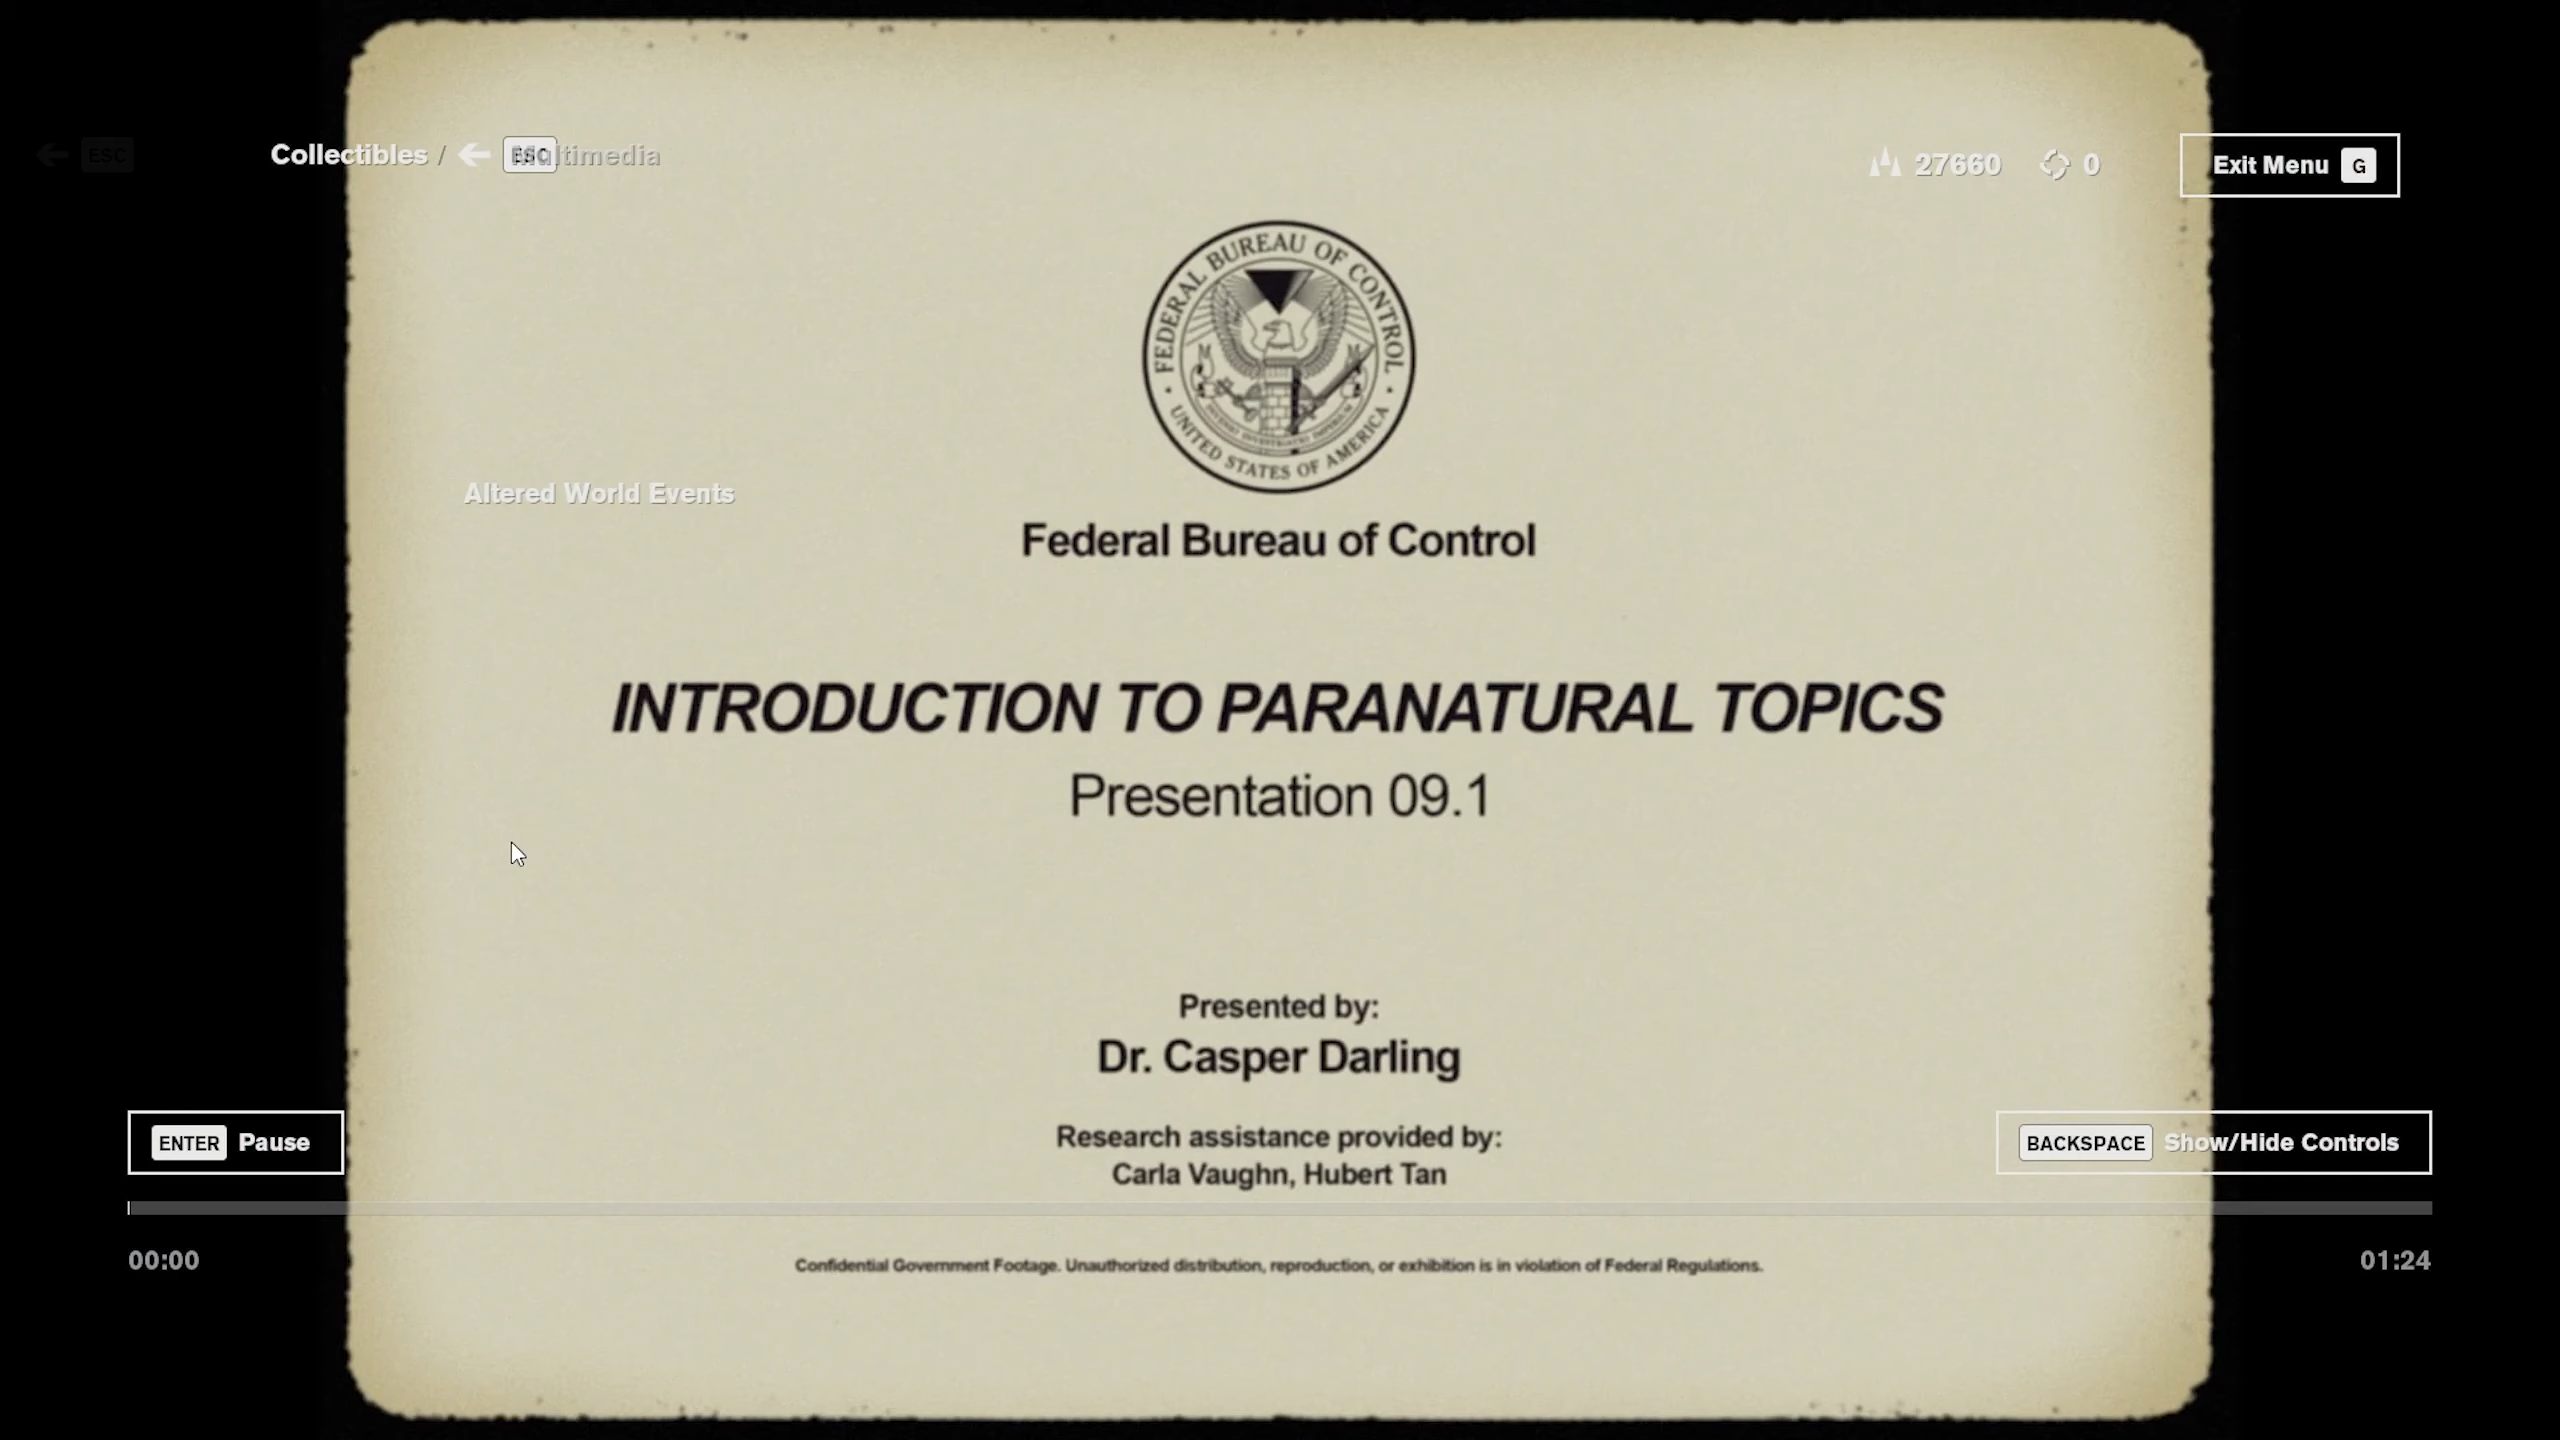 ESC
Collectibles / ESC Multimedia
27660
0
Exit Menu G
FEDERAL BUREAU OF CONTROL
UNITED STATES OF AMERICA
Altered World Events
Federal Bureau of Control
INTRODUCTION TO PARANATURAL TOPICS
Presentation 09.1
Presented by:
Dr. Casper Darling
ENTER Pause
BACKSPACE Show/Hide Controls
Research assistance provided by:
Carla Vaughn, Hubert Tan
00:00
01:24
Confidential Government Footage. Unauthorized distribution, reproduction, or exhibition is in violation of Federal Regulations.